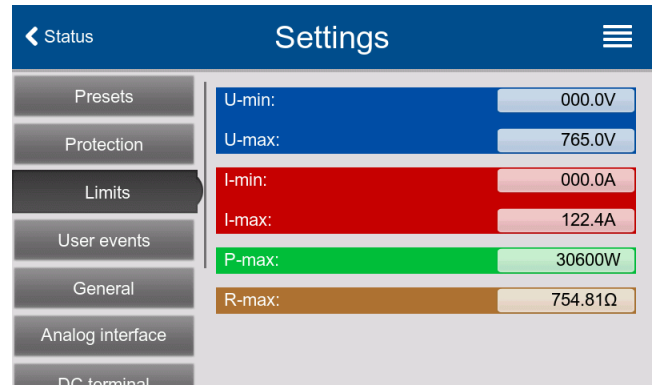 Status
Settings
Presets
Protection
Limits
User events
General
Analog interface
DC terminal
U-min: 000.0V
U-max: 765.0V
I-min: 000.0A
I-max: 122.4A
P-max: 30600W
R-max: 754.81Ω